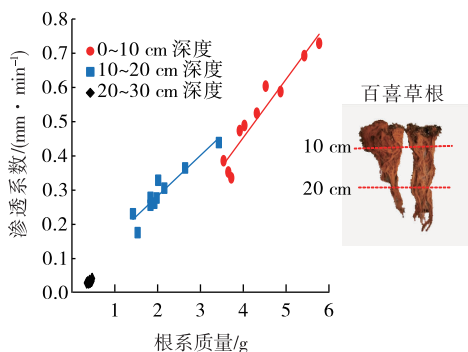 0.8
0.7
0.6
0.5
0.4
0.3
0.2
0.1
0.0
渗透系数/(mm·min⁻¹)
0~10 cm 深度
10~20 cm 深度
20~30 cm 深度
1 2 3 4 5 6
根系质量/g
百喜草根
10 cm
20 cm